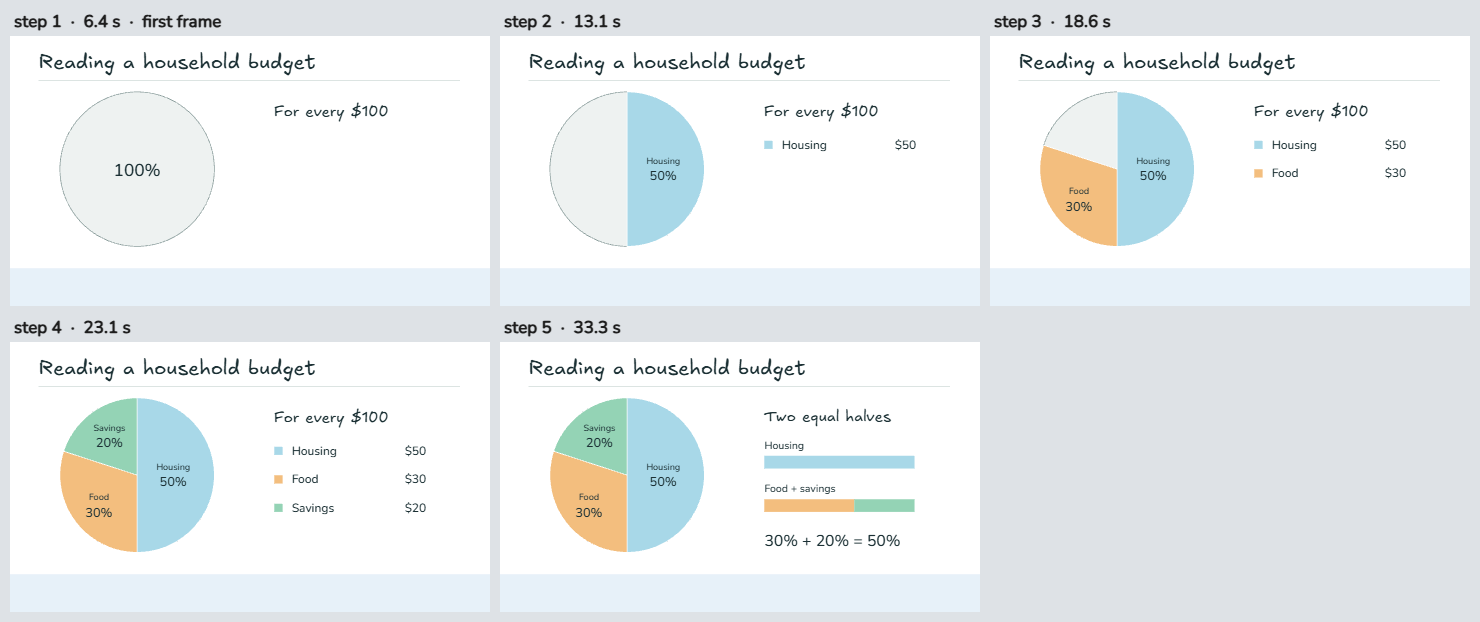 step 1 · 6.4 s · first frame
Reading a household budget
For every $100
100%
step 2 · 13.1 s
Reading a household budget
For every $100
Housing $50
Housing
50%
step 3 · 18.6 s
Reading a household budget
For every $100
Housing $50
Food $30
Housing
50%
Food
30%
step 4 · 23.1 s
Reading a household budget
For every $100
Savings
20%
Housing $50
Housing
50%
Food $30
Food
30%
Savings $20
step 5 · 33.3 s
Reading a household budget
Two equal halves
Savings
20%
Housing
Housing
50%
Food + savings
Food
30%
30% + 20% = 50%